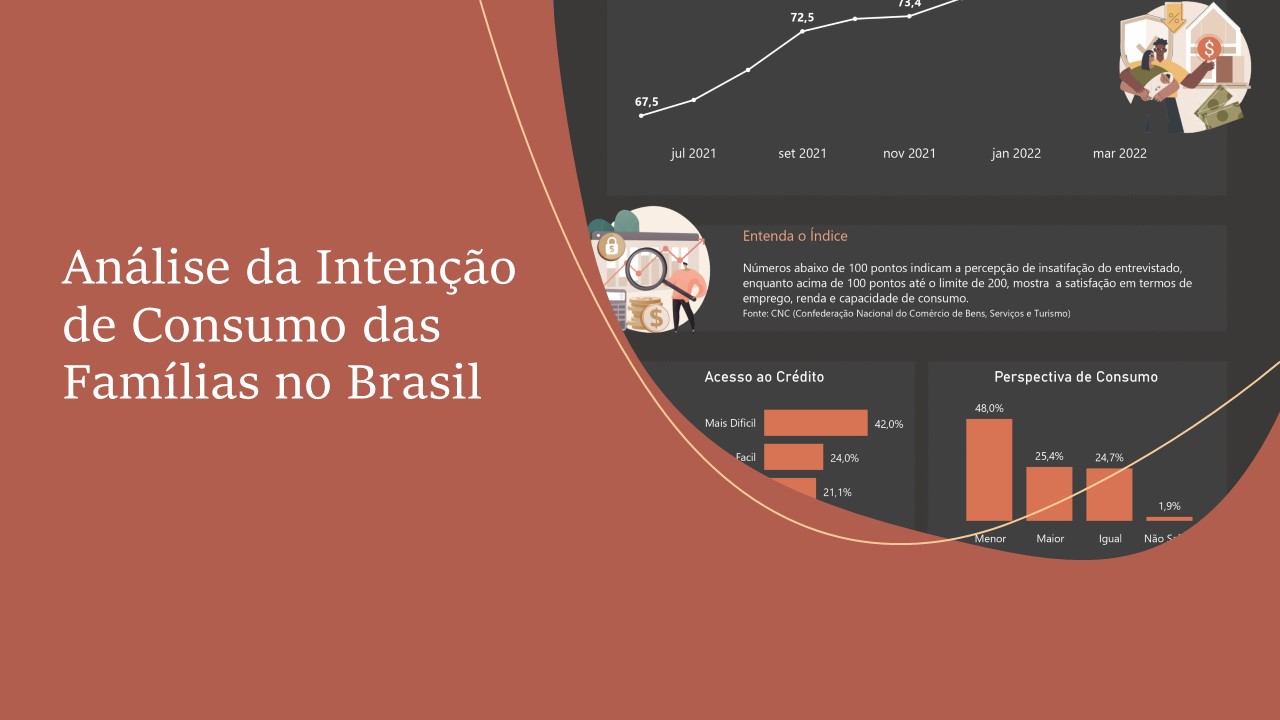 Análise da Intenção
de Consumo das
Famílias no Brasil
67,5
72,5
73,4
jul 2021
set 2021
nov 2021
jan 2022
mar 2022
Entenda o Índice
Números abaixo de 100 pontos indicam a percepção de insatifação do entrevistado,
enquanto acima de 100 pontos até o limite de 200, mostra a satisfação em termos de
emprego, renda e capacidade de consumo.
Fonte: CNC (Confederação Nacional do Comércio de Bens, Serviços e Turismo)
Acesso ao Crédito
Mais Dificil 42,0%
Facil 24,0%
21,1%
Perspectiva de Consumo
48,0%
25,4%
24,7%
1,9%
Menor
Maior
Igual
Não